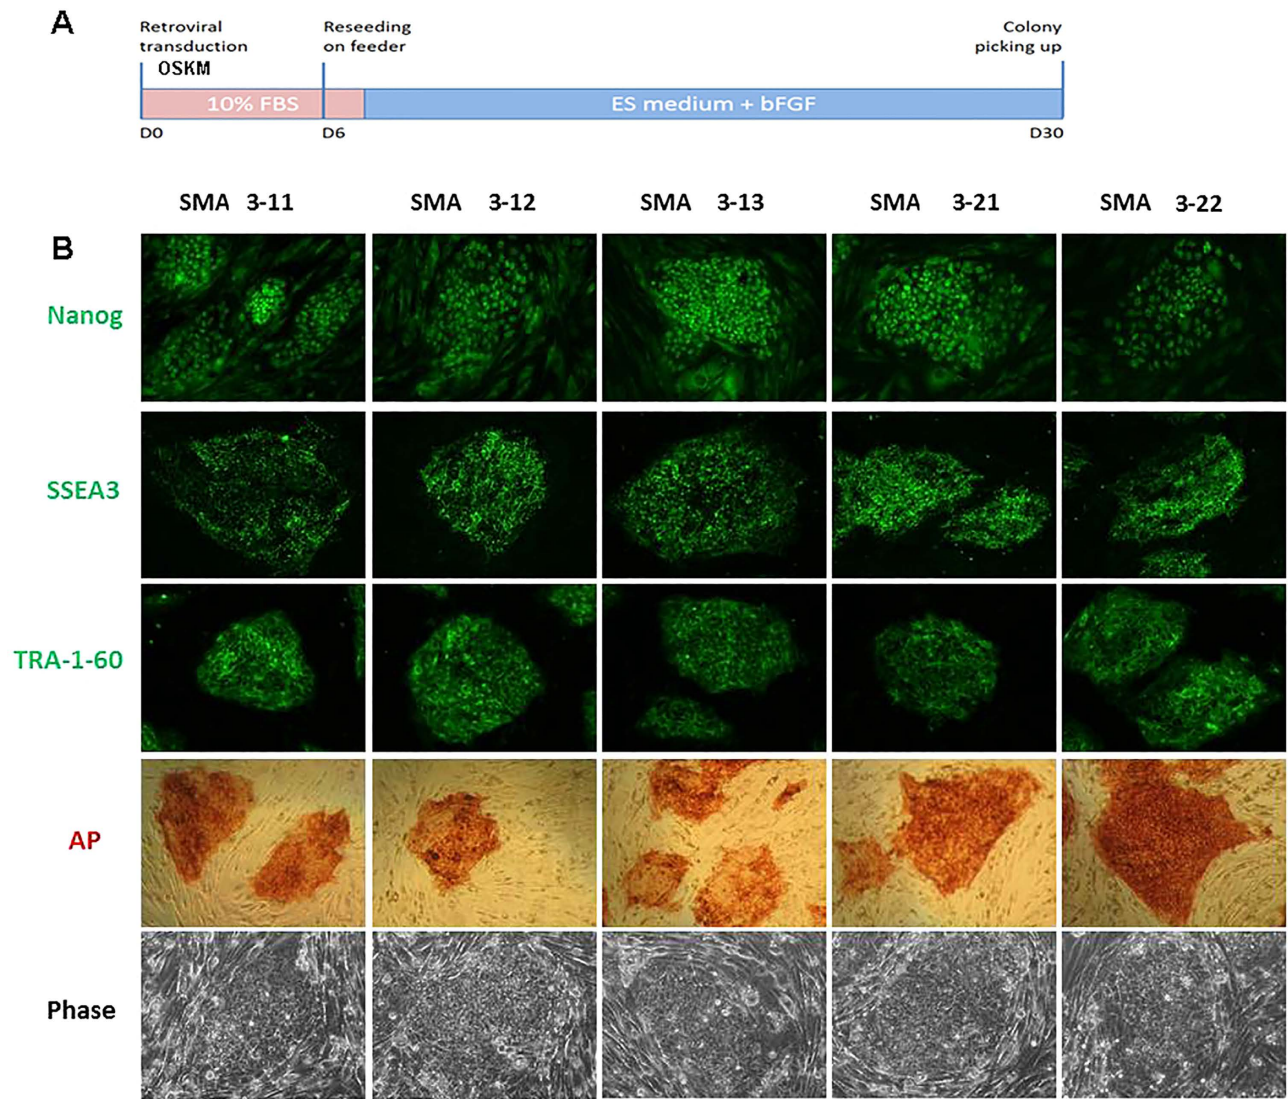 A
Retroviral
transduction
OSKM
Reseeding
on feeder
Colony
picking up
10% FBS
ES medium + bFGF
D0
D6
D30
SMA 3-11
SMA 3-12
SMA 3-13
SMA 3-21
SMA 3-22
B
Nanog
SSEA3
TRA-1-60
AP
Phase